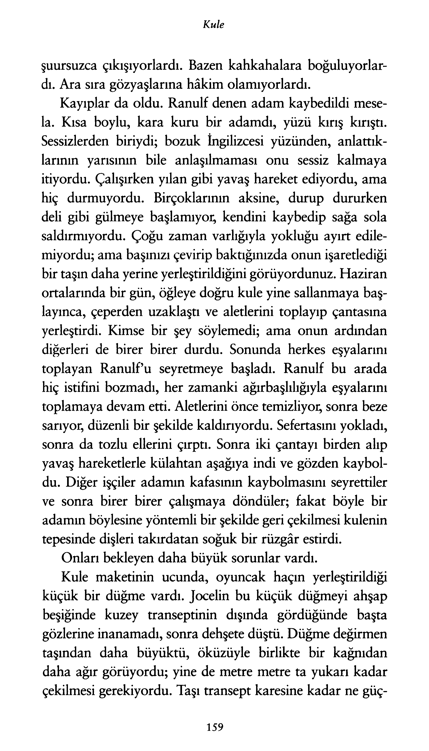 Kule
şuursuzca çıkışıyorlardı. Bazen kahkahalara boğuluyorlar-
dı. Ara sıra gözyaşlarına hâkim olamıyorlardı.
Kayıplar da oldu. Ranulf denen adam kaybedildi mese-
la. Kısa boylu, kara kuru bir adamdı, yüzü kırış kırıştı.
Sessizlerden biriydi; bozuk İngilizcesi yüzünden, anlattık-
larının yarısının bile anlaşılmaması onu sessiz kalmaya
itiyordu. Çalışırken yılan gibi yavaş hareket ediyordu, ama
hiç durmuyordu. Birçoklarının aksine, durup dururken
deli gibi gülmeye başlamıyor, kendini kaybedip sağa sola
saldırmıyordu. Çoğu zaman varlığıyla yokluğu ayırt edile-
miyordu; ama başınızı çevirip baktığınızda onun işaretlediği
bir taşın daha yerine yerleştirildiğini görüyordunuz. Haziran
ortalarında bir gün, öğleye doğru kule yine sallanmaya baş-
layınca, çeperden uzaklaştı ve aletlerini toplayıp çantasına
yerleştirdi. Kimse bir şey söylemedi; ama onun ardından
diğerleri de birer birer durdu. Sonunda herkes eşyalarını
toplayan Ranulf'u seyretmeye başladı. Ranulf bu arada
hiç istifini bozmadı, her zamanki ağırbaşlılığıyla eşyalarını
toplamaya devam etti. Aletlerini önce temizliyor, sonra beze
sarıyor, düzenli bir şekilde kaldırıyordu. Sefertasını yokladı,
sonra da tozlu ellerini çırptı. Sonra iki çantayı birden alıp
yavaş hareketlerle külahtan aşağıya indi ve gözden kaybol-
du. Diğer işçiler adamın kafasının kaybolmasını seyrettiler
ve sonra birer birer çalışmaya döndüler; fakat böyle bir
adamın böylesine yöntemli bir şekilde geri çekilmesi kulenin
tepesinde dişleri takırdatan soğuk bir rüzgâr estirdi.
Onları bekleyen daha büyük sorunlar vardı.
Kule maketinin ucunda, oyuncak haçın yerleştirildiği
küçük bir düğme vardı. Jocelin bu küçük düğmeyi ahşap
beşiğinde kuzey transeptinin dışında gördüğünde başta
gözlerine inanamadı, sonra dehşete düştü. Düğme değirmen
taşından daha büyüktü, öküzüyle birlikte bir kağnıdan
daha ağır görüyordu; yine de metre metre ta yukarı kadar
çekilmesi gerekiyordu. Taşı transept karesine kadar ne güç-
159